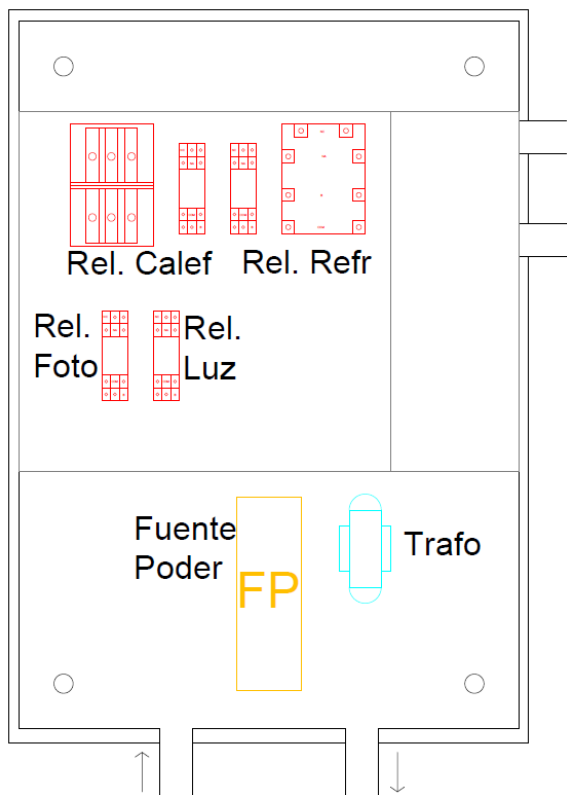 Rel. Calef
Rel. Refr
Rel.
Foto
Rel.
Luz
Fuente
Poder
FP
Trafo